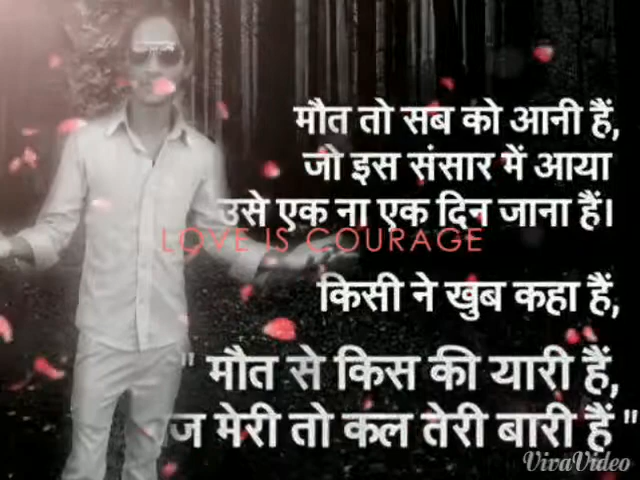 मौत तो सब को आनी हैं,
जो इस संसार में आया
उसे एक ना एक दिन जाना हैं।
LOVE IS COURAGE
किसी ने खुब कहा हैं,
" मौत से किस की यारी हैं,
मेरी तो कल तेरी बारी हैं "
VivaVideo